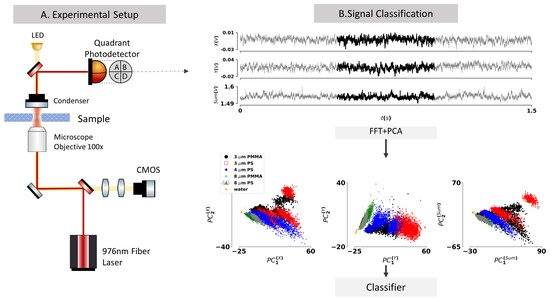 A. Experimental Setup
LED
Quadrant
Photodetector
A B
C D
Condenser
Sample
Microscope
Objective 100x
CMOS
976nm Fiber
Laser
B.Signal Classification
0.01
X(v)
-0.03
0.04
Y(v)
-0.02
1.6
Sum(v)
1.49
0
t(s)
1.5
FFT+PCA
3 μm PMMA
3 μm PS
4 μm PS
8 μm PMMA
8 μm PS
water
60
-40
-25
60
40
-20
-25
60
70
-65
-30
90
Classifier